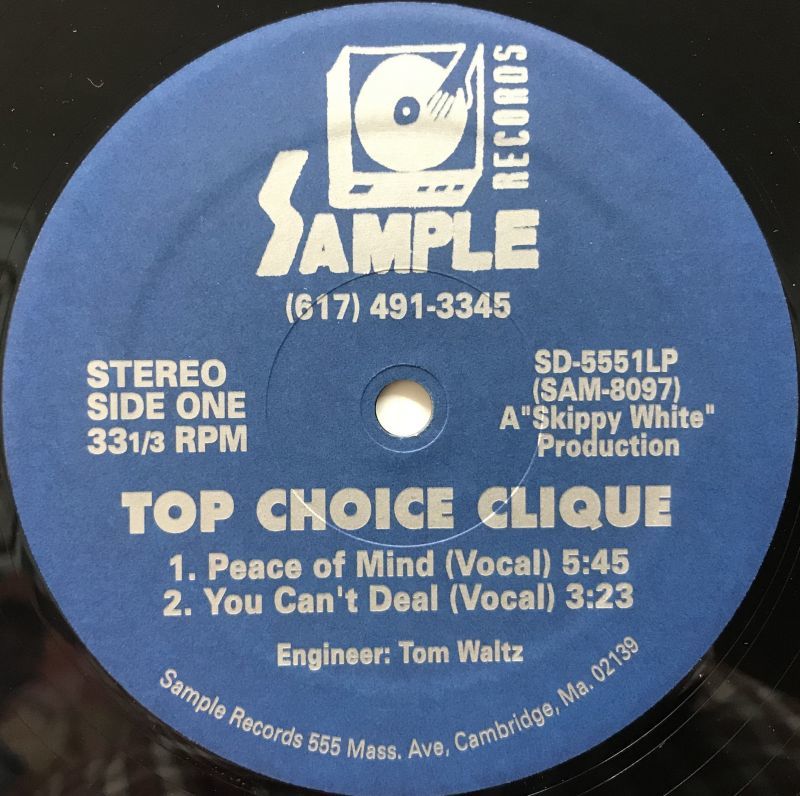 SAMPLE
RECORDS
(617) 491-3345
STEREO
SIDE ONE
33 1/3 RPM
SD-5551LP
(SAM-8097)
A"Skippy White"
Production
TOP CHOICE CLIQUE
1. Peace of Mind (Vocal) 5:45
2. You Can't Deal (Vocal) 3:23
Engineer: Tom Waltz
Sample Records 555 Mass. Ave, Cambridge, Ma. 02139